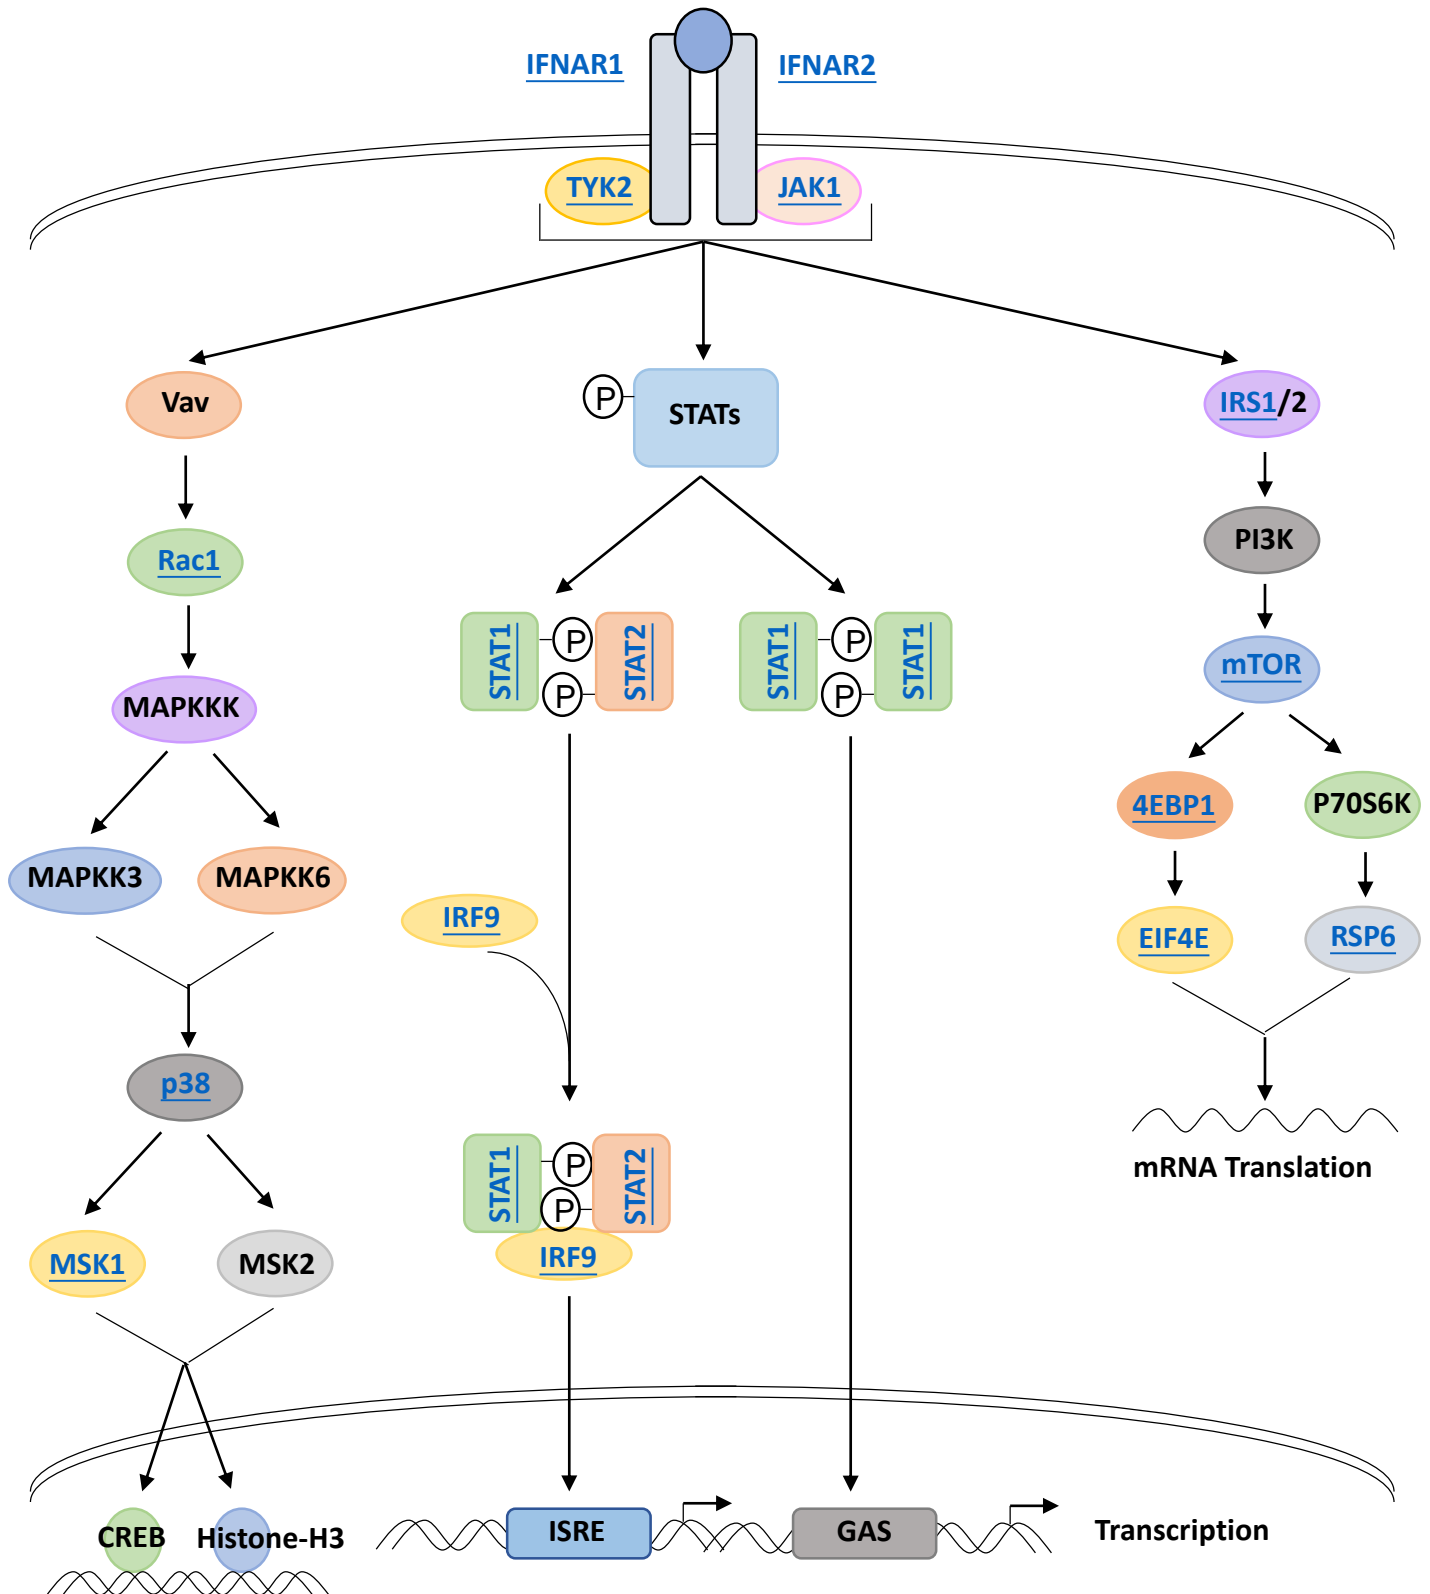 IFNAR1
IFNAR2
TYK2
JAK1
Vav
P
STATs
IRS1/2
Rac1
PI3K
STAT1
P
P
STAT2
STAT1
P
P
STAT1
mTOR
MAPKKK
4EBP1
P70S6K
MAPKK3
MAPKK6
IRF9
EIF4E
RSP6
p38
STAT1
P
P
STAT2
IRF9
mRNA Translation
MSK1
MSK2
CREB
Histone-H3
ISRE
GAS
Transcription